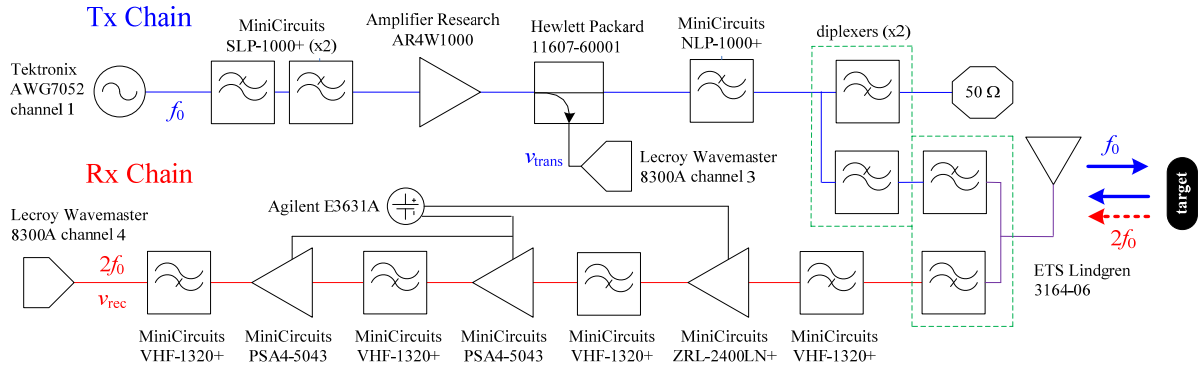 Tx Chain
Tektronix
AWG7052
channel 1
f0
MiniCircuits
SLP-1000+ (x2)
Amplifier Research
AR4W1000
Hewlett Packard
11607-60001
vtrans
Lecroy Wavemaster
8300A channel 3
MiniCircuits
NLP-1000+
diplexers (x2)
50 Ω
f0
2f0
target
ETS Lindgren
3164-06
Rx Chain
Lecroy Wavemaster
8300A channel 4
2f0
vrec
Agilent E3631A
MiniCircuits
VHF-1320+
MiniCircuits
PSA4-5043
MiniCircuits
VHF-1320+
MiniCircuits
PSA4-5043
MiniCircuits
VHF-1320+
MiniCircuits
ZRL-2400LN+
MiniCircuits
VHF-1320+